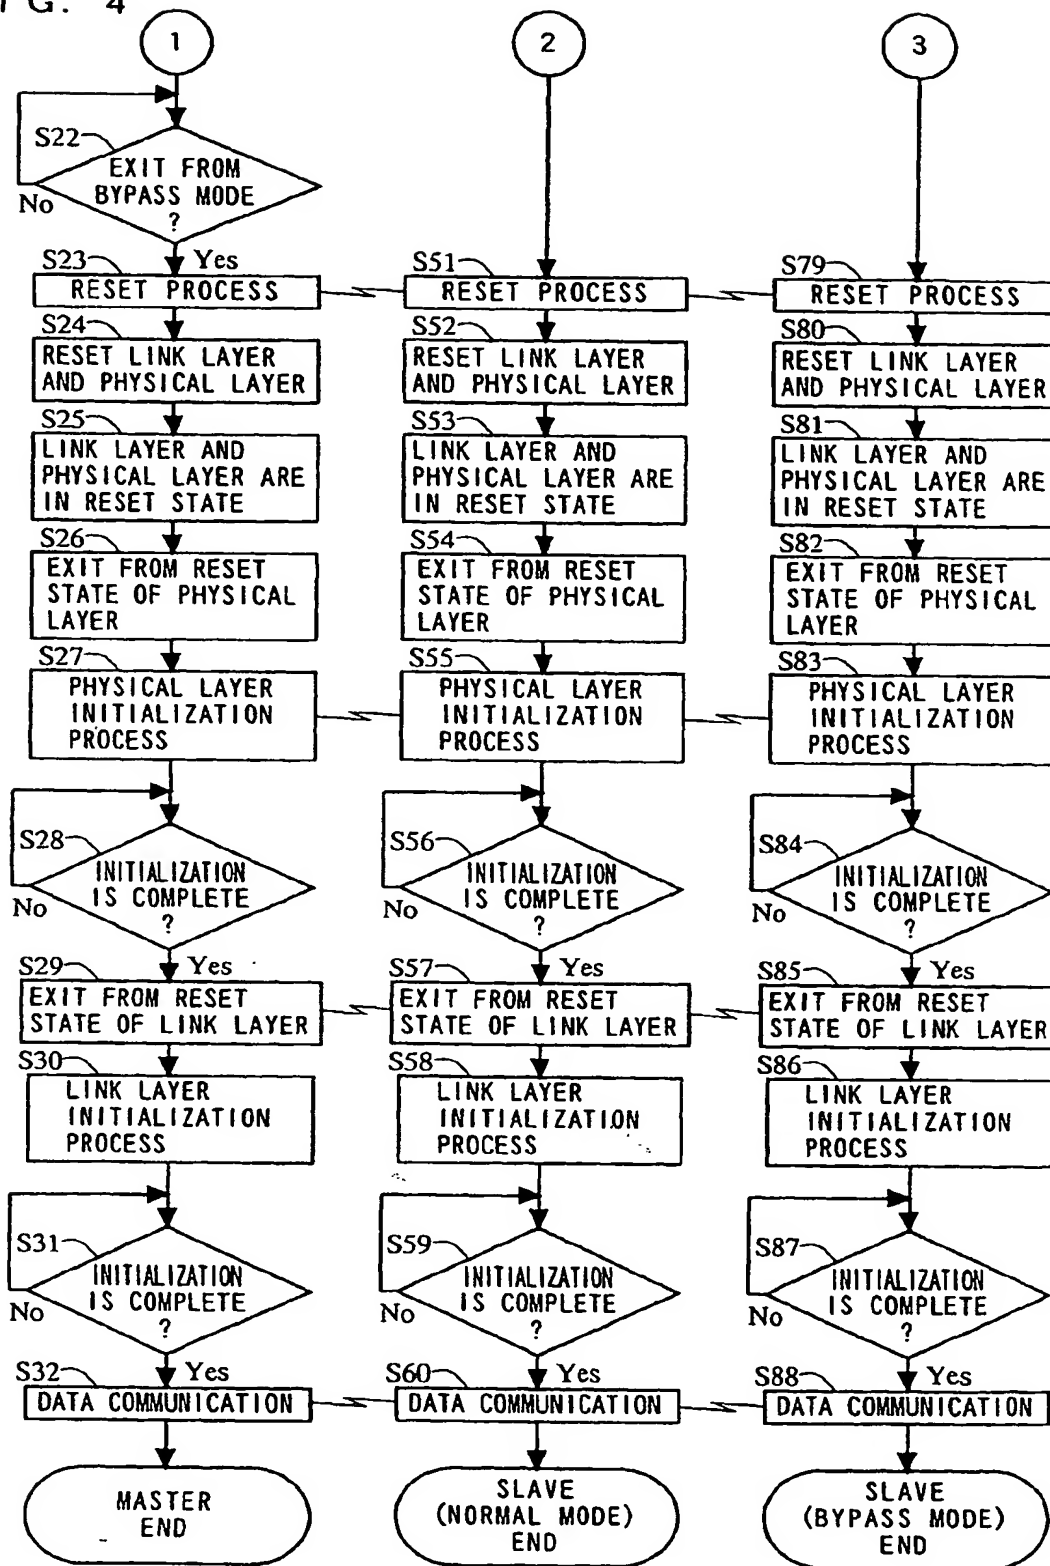 FIG. 4
1
2
3
S22
EXIT FROM
BYPASS MODE
?
No
Yes
S23
RESET PROCESS
S24
RESET LINK LAYER
AND PHYSICAL LAYER
S25
LINK LAYER AND
PHYSICAL LAYER ARE
IN RESET STATE
S26
EXIT FROM RESET
STATE OF PHYSICAL
LAYER
S27
PHYSICAL LAYER
INITIALIZATION
PROCESS
S28
INITIALIZATION
IS COMPLETE
?
No
Yes
S29
EXIT FROM RESET
STATE OF LINK LAYER
S30
LINK LAYER
INITIALIZATION
PROCESS
S31
INITIALIZATION
IS COMPLETE
?
No
Yes
S32
DATA COMMUNICATION
MASTER
END
S51
RESET PROCESS
S52
RESET LINK LAYER
AND PHYSICAL LAYER
S53
LINK LAYER AND
PHYSICAL LAYER ARE
IN RESET STATE
S54
EXIT FROM RESET
STATE OF PHYSICAL
LAYER
S55
PHYSICAL LAYER
INITIALIZATION
PROCESS
S56
INITIALIZATION
IS COMPLETE
?
No
Yes
S57
EXIT FROM RESET
STATE OF LINK LAYER
S58
LINK LAYER
INITIALIZATION
PROCESS
S59
INITIALIZATION
IS COMPLETE
?
No
Yes
S60
DATA COMMUNICATION
SLAVE
(NORMAL MODE)
END
S79
RESET PROCESS
S80
RESET LINK LAYER
AND PHYSICAL LAYER
S81
LINK LAYER AND
PHYSICAL LAYER ARE
IN RESET STATE
S82
EXIT FROM RESET
STATE OF PHYSICAL
LAYER
S83
PHYSICAL LAYER
INITIALIZATION
PROCESS
S84
INITIALIZATION
IS COMPLETE
?
No
Yes
S85
EXIT FROM RESET
STATE OF LINK LAYER
S86
LINK LAYER
INITIALIZATION
PROCESS
S87
INITIALIZATION
IS COMPLETE
?
No
Yes
S88
DATA COMMUNICATION
SLAVE
(BYPASS MODE)
END